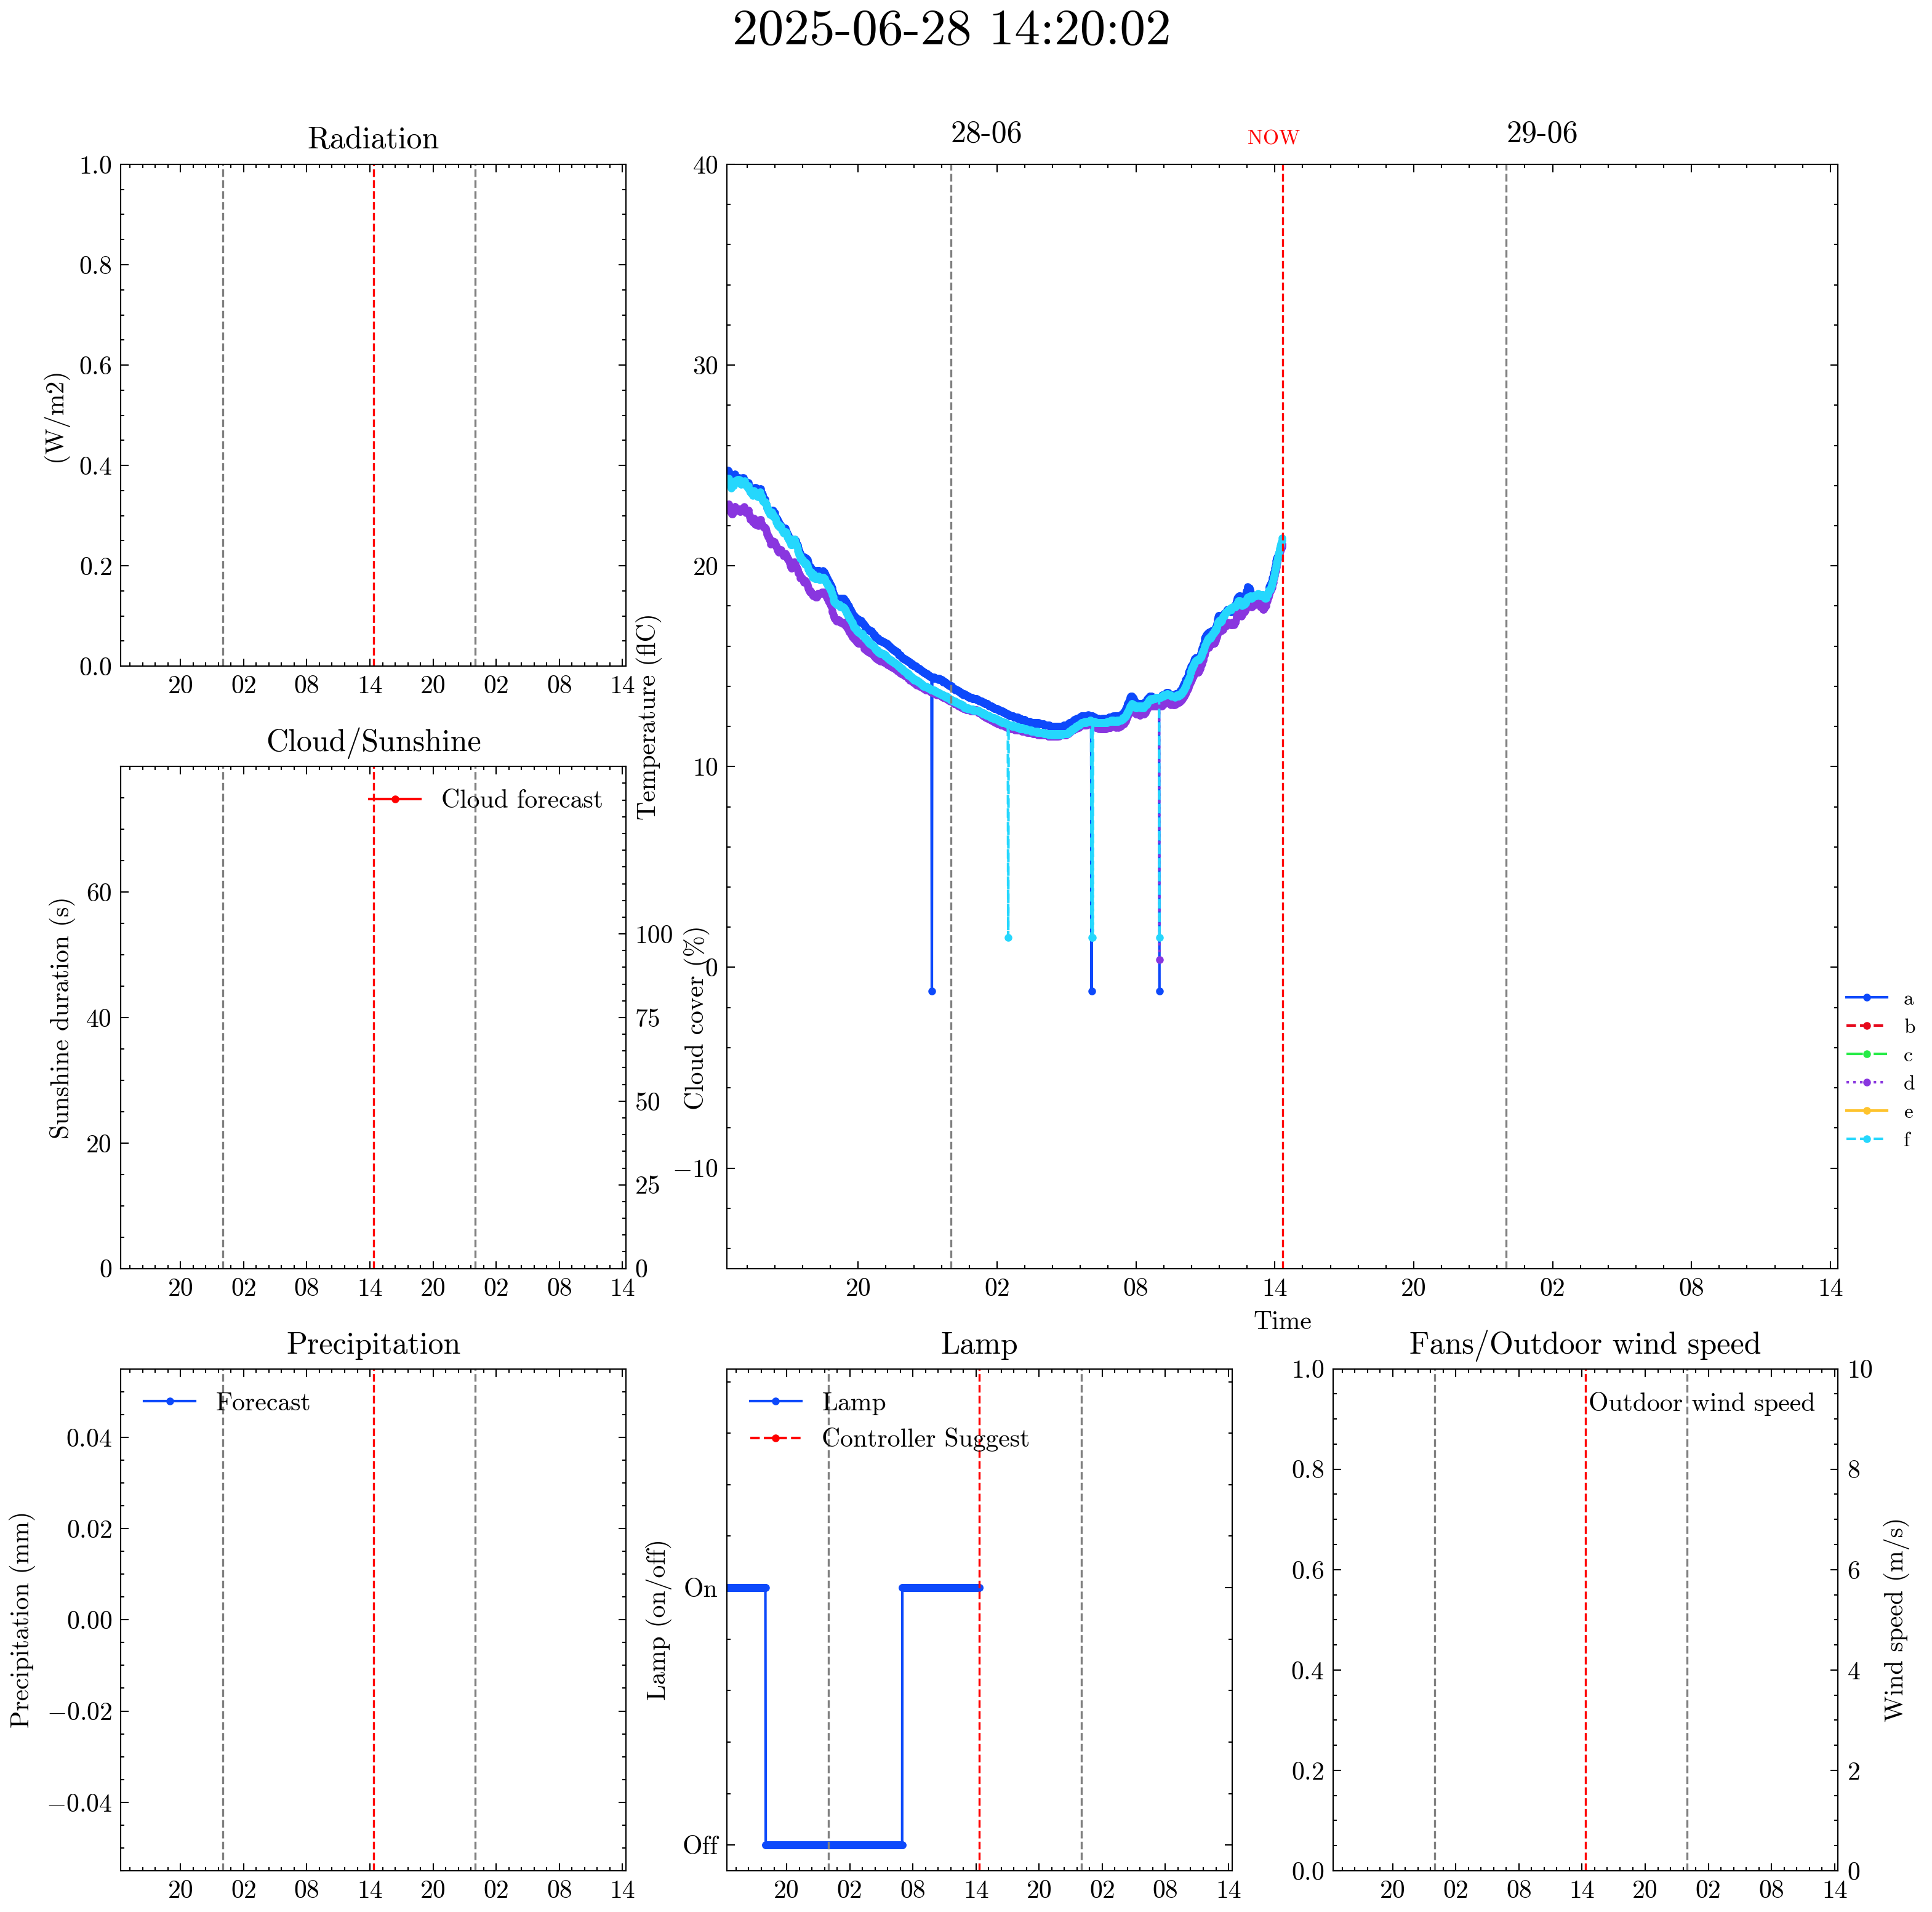 2025-06-28 14:20:02
Radiation
1.0
0.8
0.6
0.4
0.2
0.0
(W/m2)
20 02 08 14 20 02 08 14
28-06
NOW
29-06
40
30
20
10
0
−10
Temperature (flC)
20 02 08 14 20 02 08 14
Time
a
b
c
d
e
f
Cloud/Sunshine
Cloud forecast
60
40
20
0
Sunshine duration (s)
100
75
50
25
0
Cloud cover (%)
20 02 08 14 20 02 08 14
Precipitation
Forecast
0.04
0.02
0.00
−0.02
−0.04
Precipitation (mm)
20 02 08 14 20 02 08 14
Lamp
Lamp
Controller Suggest
On
Off
Lamp (on/off)
20 02 08 14 20 02 08 14
Fans/Outdoor wind speed
Outdoor wind speed
1.0
0.8
0.6
0.4
0.2
0.0
10
8
6
4
2
0
Wind speed (m/s)
20 02 08 14 20 02 08 14